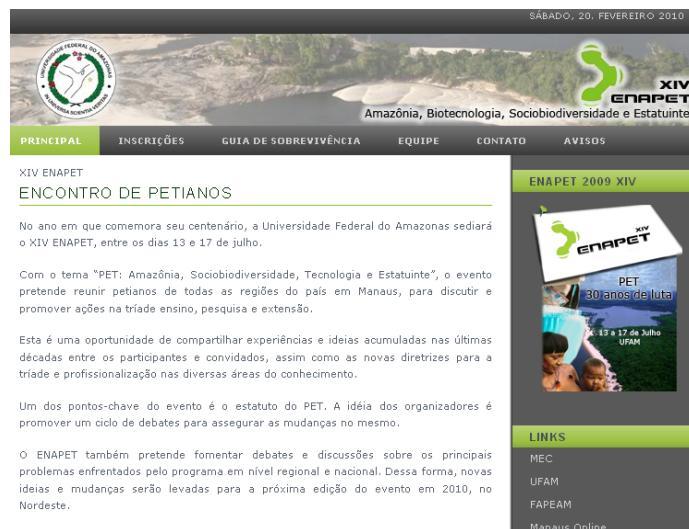 SÁBADO, 20. FEVEREIRO 2010
UNIVERSIDADE FEDERAL DO AMAZONAS
IN UNIVERSA SCIENTIA VERITAS
XIV
ENAPET
Amazônia, Biotecnologia, Sociobiodiversidade e Estatuinte
PRINCIPAL INSCRIÇÕES GUIA DE SOBREVIVÊNCIA EQUIPE CONTATO AVISOS
XIV ENAPET
ENCONTRO DE PETIANOS
No ano em que comemora seu centenário, a Universidade Federal do Amazonas sediará
o XIV ENAPET, entre os dias 13 e 17 de julho.
Com o tema “PET: Amazônia, Sociobiodiversidade, Tecnologia e Estatuinte”, o evento
pretende reunir petianos de todas as regiões do país em Manaus, para discutir e
promover ações na tríade ensino, pesquisa e extensão.
Esta é uma oportunidade de compartilhar experiências e ideias acumuladas nas últimas
décadas entre os participantes e convidados, assim como as novas diretrizes para a
tríade e profissionalização nas diversas áreas do conhecimento.
Um dos pontos-chave do evento é o estatuto do PET. A idéia dos organizadores é
promover um ciclo de debates para assegurar as mudanças no mesmo.
O ENAPET também pretende fomentar debates e discussões sobre os principais
problemas enfrentados pelo programa em nível regional e nacional. Dessa forma, novas
ideias e mudanças serão levadas para a próxima edição do evento em 2010, no
Nordeste.
ENAPET 2009 XIV
XIV
ENAPET
PET
30 anos de luta
13 a 17 de Julho
UFAM
LINKS
MEC
UFAM
FAPEAM
Manaus Online